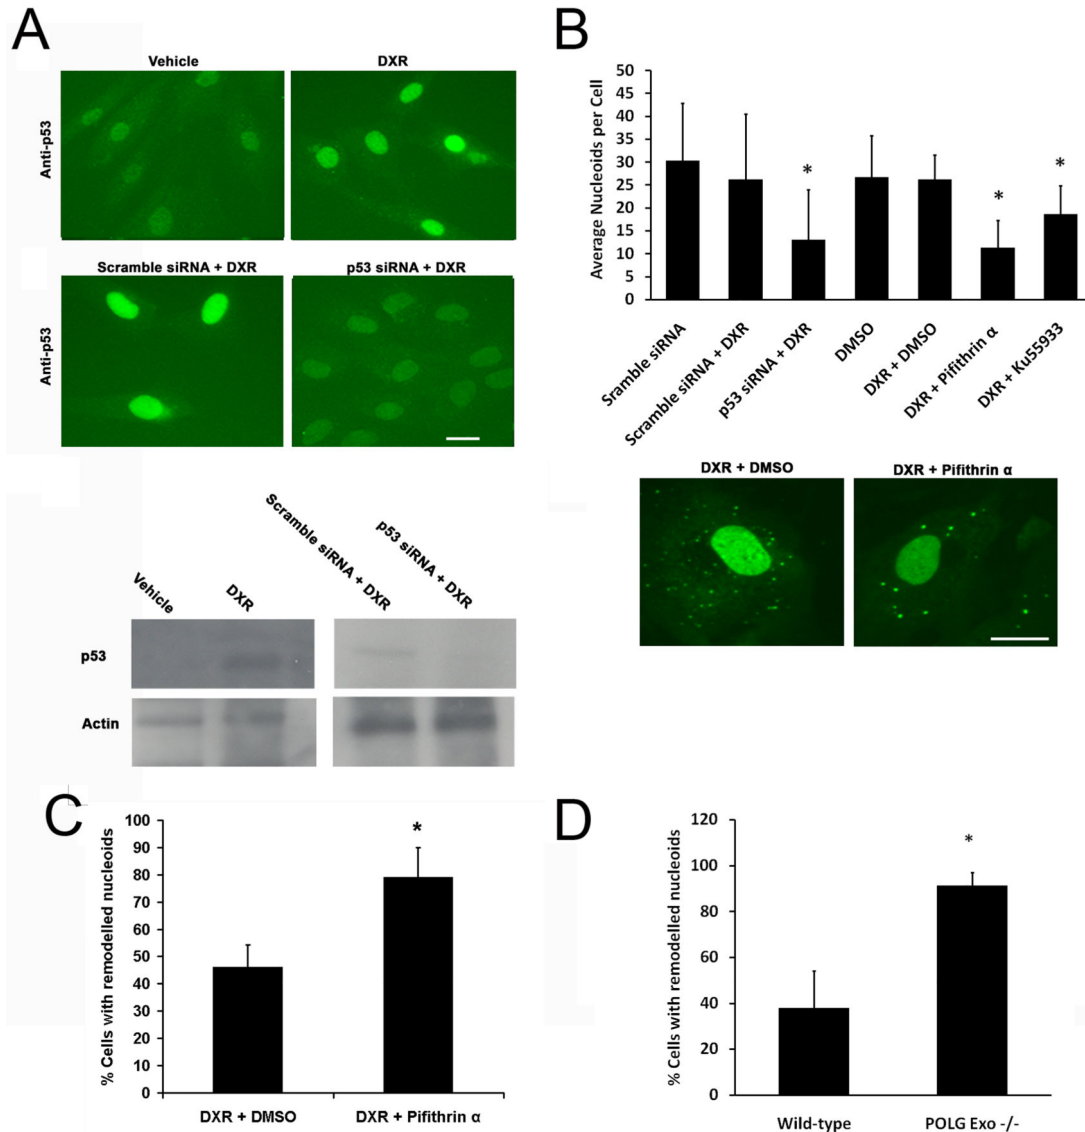 A
Vehicle
DXR
Anti-p53
Scramble siRNA + DXR
p53 siRNA + DXR
Anti-p53
Vehicle
DXR
Scramble siRNA + DXR
p53 siRNA + DXR
p53
Actin
B
Average Nucleoids per Cell
50
45
40
35
30
25
20
15
10
5
0
*
*
*
Sramble siRNA
Scramble siRNA + DXR
p53 siRNA + DXR
DMSO
DXR + DMSO
DXR + Pifithrin α
DXR + Ku55933
DXR + DMSO
DXR + Pifithrin α
C
% Cells with remodelled nucleoids
100
90
80
70
60
50
40
30
20
10
0
*
DXR + DMSO
DXR + Pifithrin α
D
% Cells with remodelled nucleoids
120
100
80
60
40
20
0
*
Wild-type
POLG Exo -/-